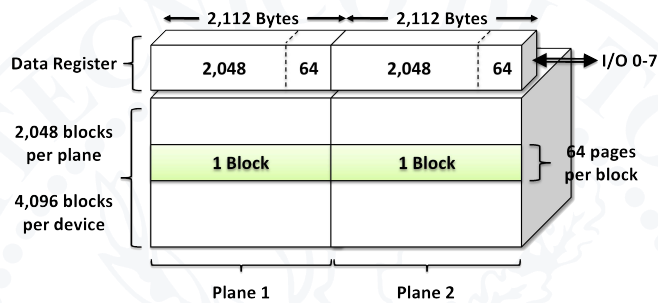 2,112 Bytes 2,112 Bytes
Data Register 2,048 64 2,048 64 I/O 0-7
2,048 blocks
per plane
1 Block 1 Block
64 pages
per block
4,096 blocks
per device
Plane 1 Plane 2